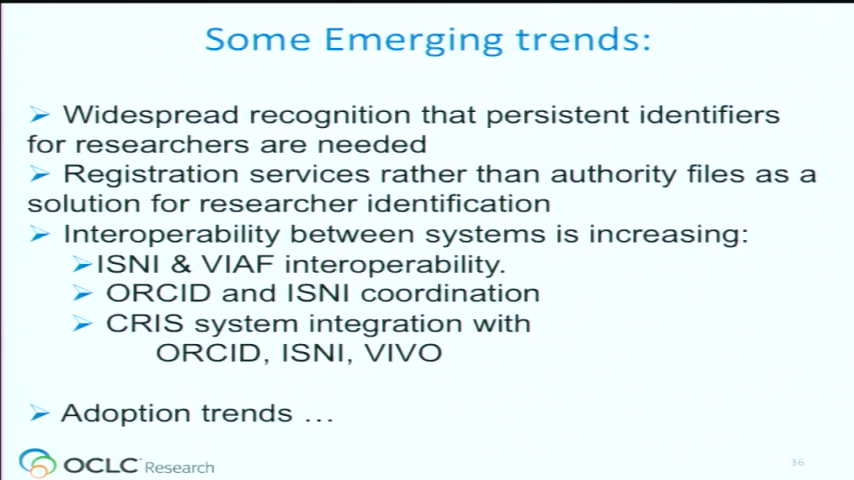 Some Emerging trends:
➢ Widespread recognition that persistent identifiers
for researchers are needed
➢ Registration services rather than authority files as a
solution for researcher identification
➢ Interoperability between systems is increasing:
➢ISNI & VIAF interoperability.
➢ ORCID and ISNI coordination
➢ CRIS system integration with
ORCID, ISNI, VIVO
➢ Adoption trends …
OCLC Research
36